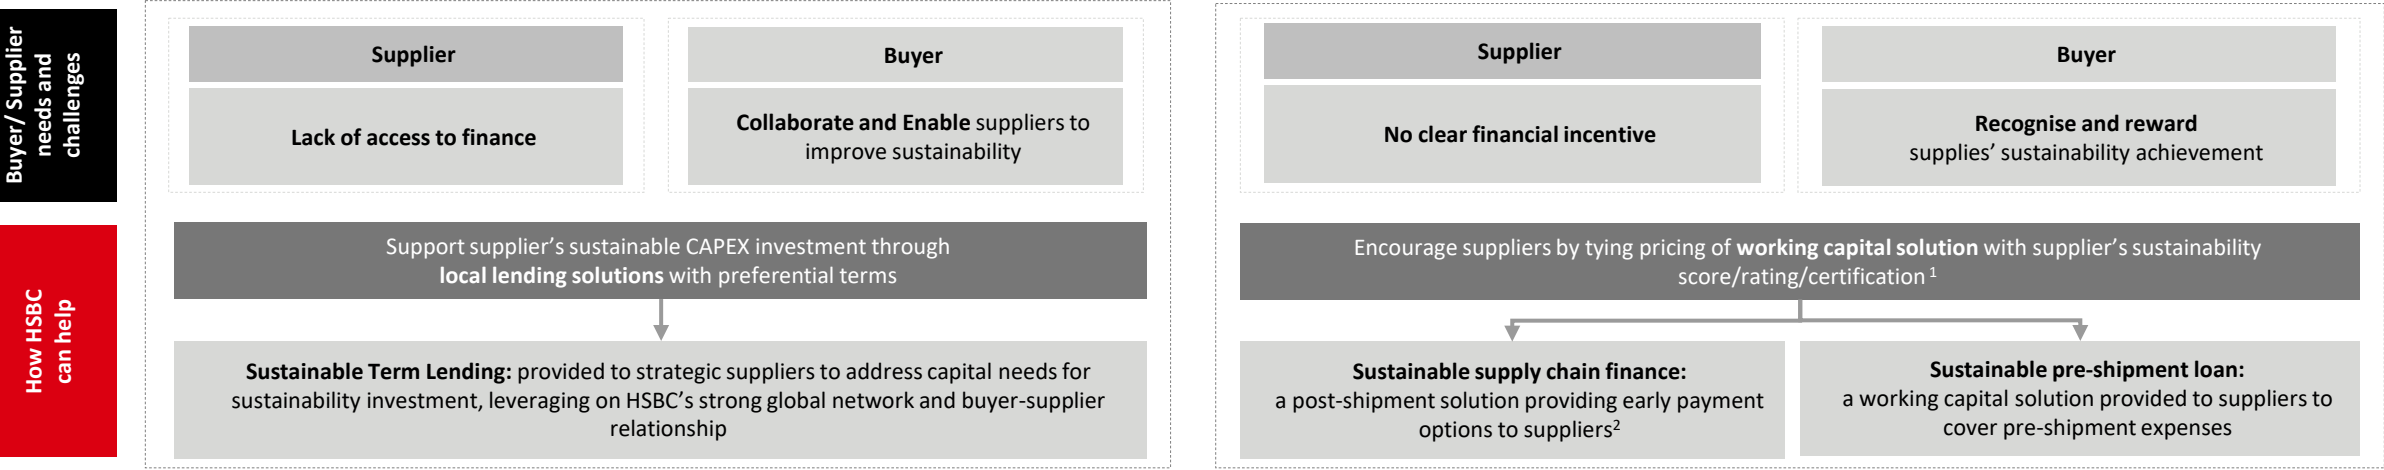 Buyer/ Supplier
needs and
challenges
Supplier
Lack of access to finance
Buyer
Collaborate and Enable suppliers to
improve sustainability
Supplier
No clear financial incentive
Buyer
Recognise and reward
supplies’ sustainability achievement
How HSBC
can help
Support supplier’s sustainable CAPEX investment through
local lending solutions with preferential terms
Sustainable Term Lending: provided to strategic suppliers to address capital needs for
sustainability investment, leveraging on HSBC’s strong global network and buyer-supplier
relationship
Encourage suppliers by tying pricing of working capital solution with supplier’s sustainability
score/rating/certification 1
Sustainable supply chain finance:
a post-shipment solution providing early payment
options to suppliers2
Sustainable pre-shipment loan:
a working capital solution provided to suppliers to
cover pre-shipment expenses